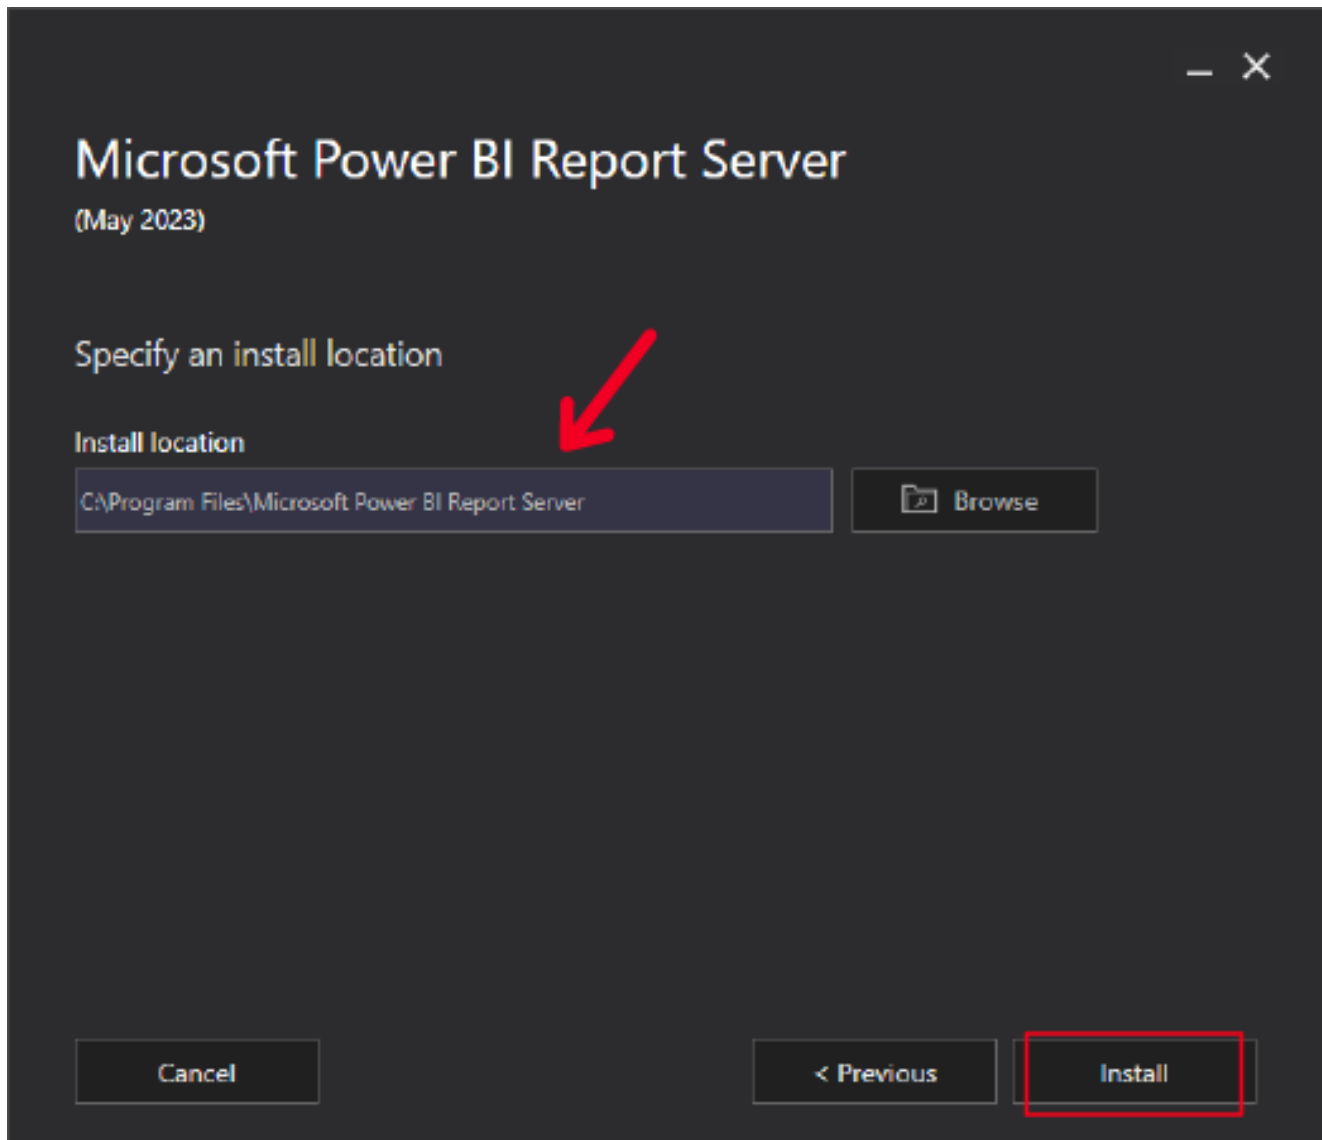 Microsoft Power BI Report Server
(May 2023)
Specify an install location
Install location
C:\Program Files\Microsoft Power BI Report Server
Browse
Cancel
< Previous
Install